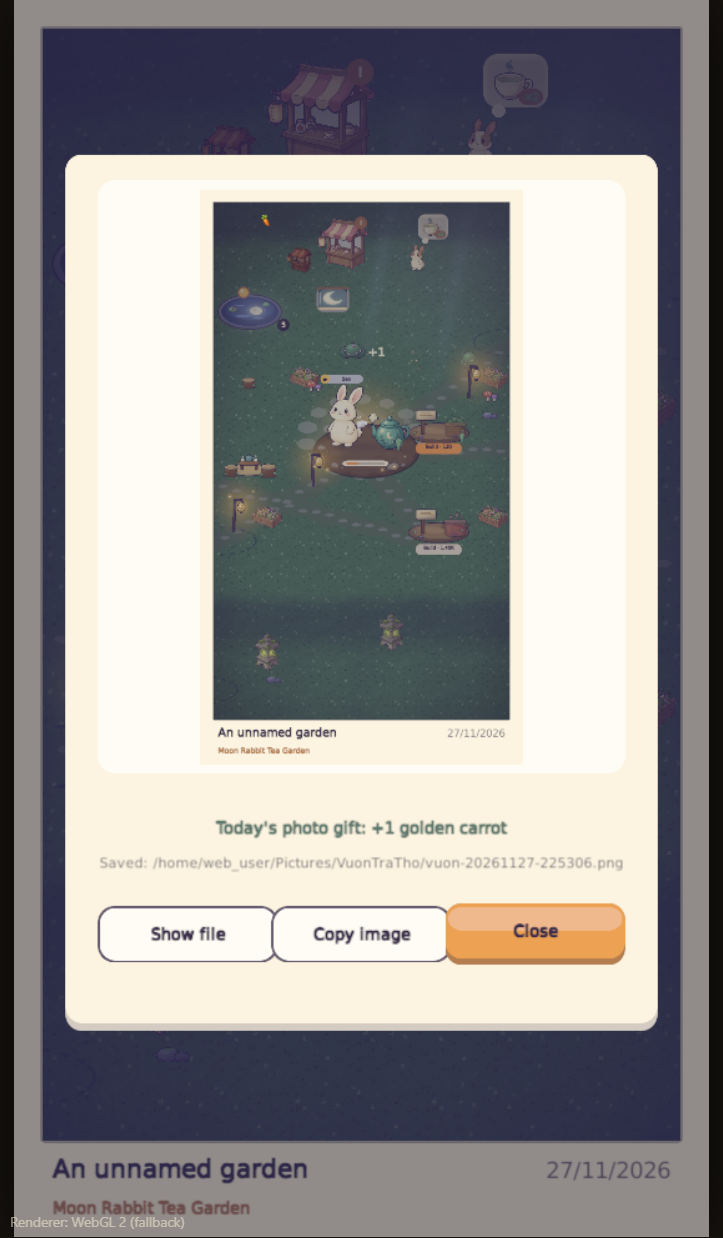 +1
An unnamed garden
27/11/2026
Moon Rabbit Tea Garden
Today's photo gift: +1 golden carrot
Saved: /home/web_user/Pictures/VuonTraTho/vuon-20261127-225306.png
Show file
Copy image
Close
An unnamed garden
27/11/2026
Moon Rabbit Tea Garden
Renderer: WebGL 2 (fallback)